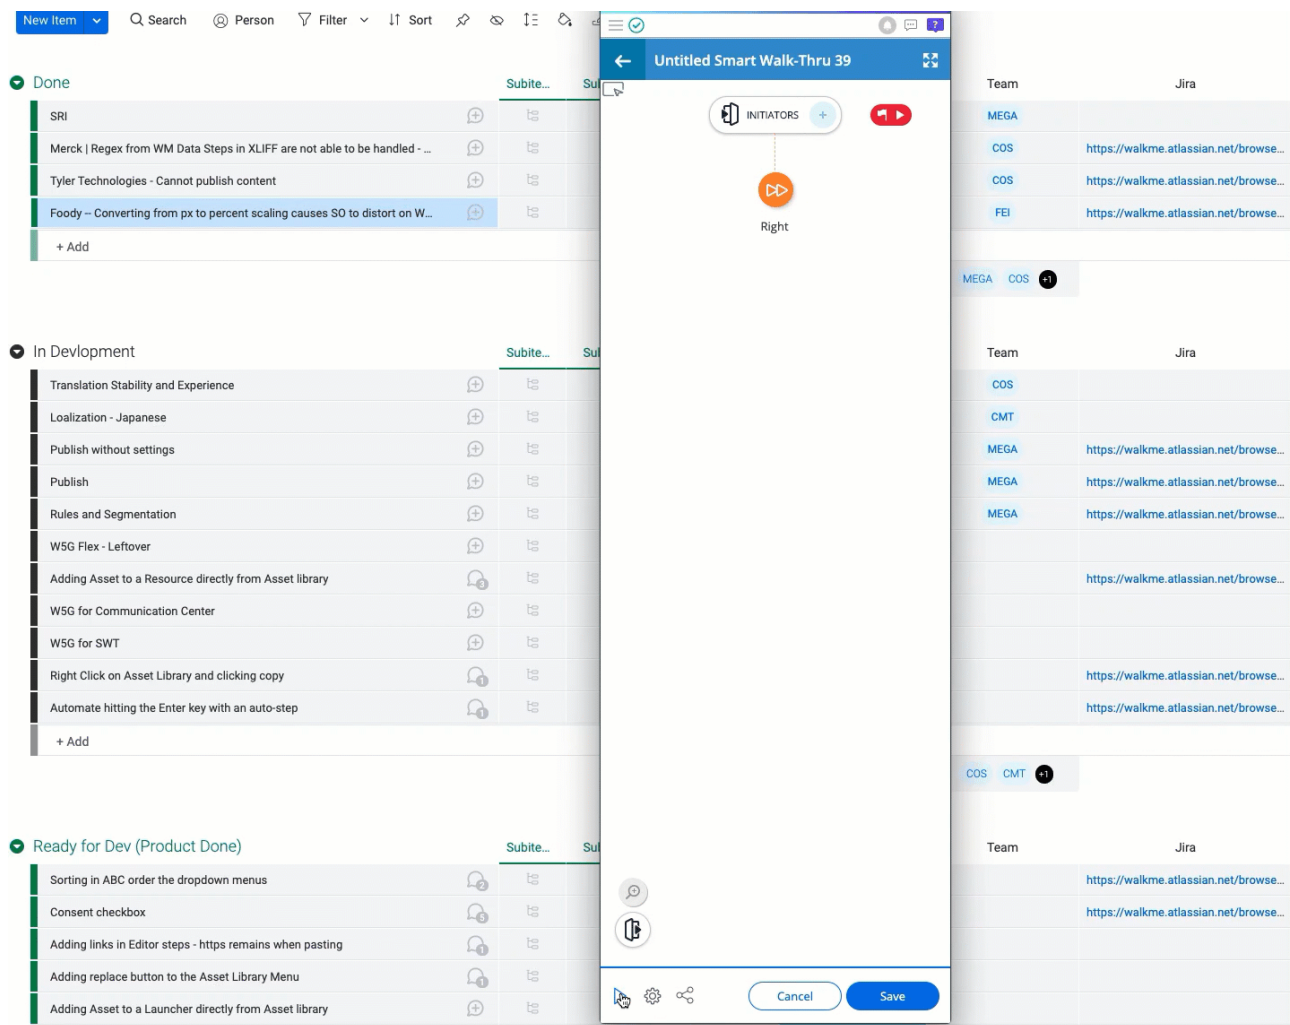 New Item
Search
Person
Filter
Sort
?
Untitled Smart Walk-Thru 39
INITIATORS
+
Right
Done
Subite...
Team
Jira
SRI
MEGA
Merck | Regex from WM Data Steps in XLIFF are not able to be handled - ...
COS
https://walkme.atlassian.net/browse...
Tyler Technologies - Cannot publish content
COS
https://walkme.atlassian.net/browse...
Foody -- Converting from px to percent scaling causes SO to distort on W...
FEI
https://walkme.atlassian.net/browse...
+ Add
MEGA COS +1
In Devlopment
Subite...
Team
Jira
Translation Stability and Experience
COS
Loalization - Japanese
CMT
Publish without settings
MEGA
https://walkme.atlassian.net/browse...
Publish
MEGA
https://walkme.atlassian.net/browse...
Rules and Segmentation
MEGA
https://walkme.atlassian.net/browse...
W5G Flex - Leftover
Adding Asset to a Resource directly from Asset library
3
https://walkme.atlassian.net/browse...
W5G for Communication Center
W5G for SWT
Right Click on Asset Library and clicking copy
1
https://walkme.atlassian.net/browse...
Automate hitting the Enter key with an auto-step
1
https://walkme.atlassian.net/browse...
+ Add
COS CMT +1
Ready for Dev (Product Done)
Subite...
Team
Jira
Sorting in ABC order the dropdown menus
2
https://walkme.atlassian.net/browse...
Consent checkbox
5
https://walkme.atlassian.net/browse...
Adding links in Editor steps - https remains when pasting
1
Adding replace button to the Asset Library Menu
1
Adding Asset to a Launcher directly from Asset library
Cancel
Save